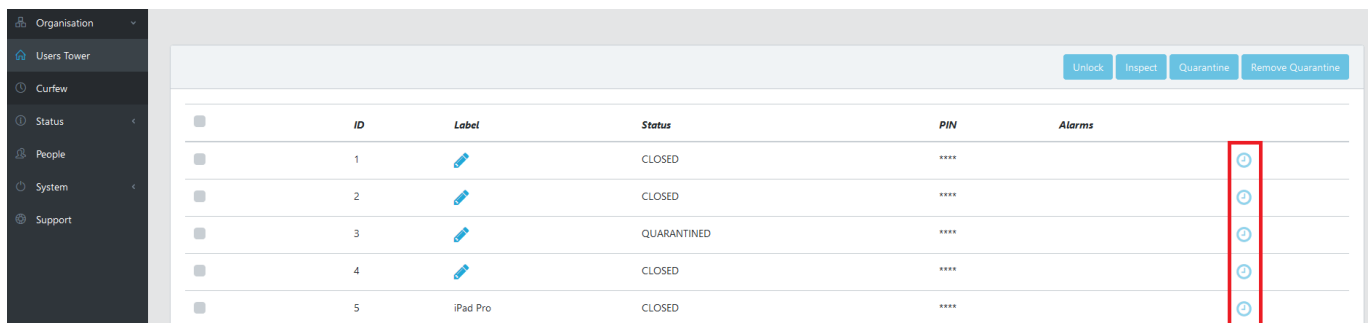 Organisation
Users Tower
Curfew
Status
People
System
Support
Unlock Inspect Quarantine Remove Quarantine
ID Label Status PIN Alarms
1 CLOSED ****
2 CLOSED ****
3 QUARANTINED ****
4 CLOSED ****
5 iPad Pro CLOSED ****